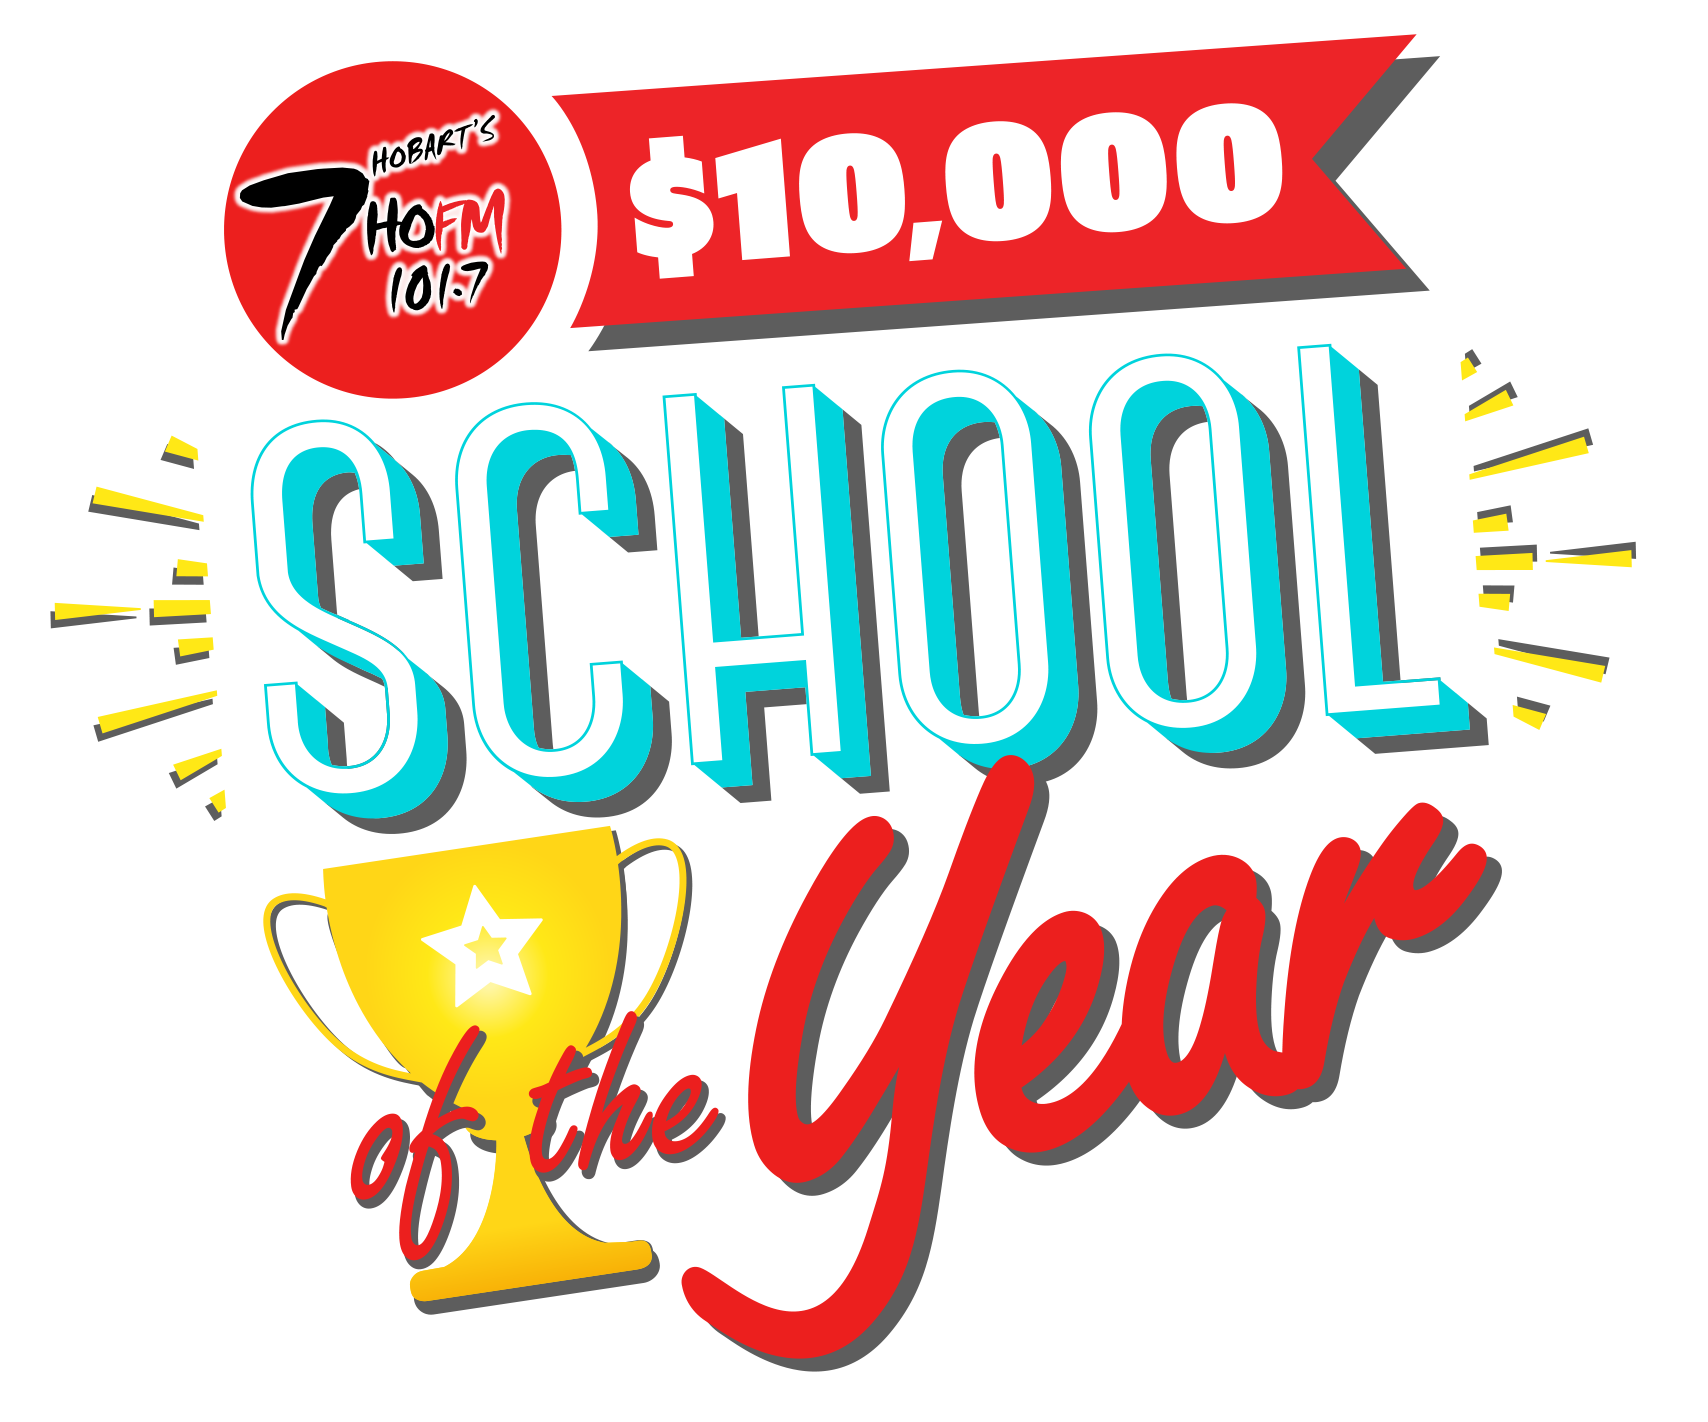 HOBART'S
7HOFM
101.7
$10,000
SCHOOL
of the Year